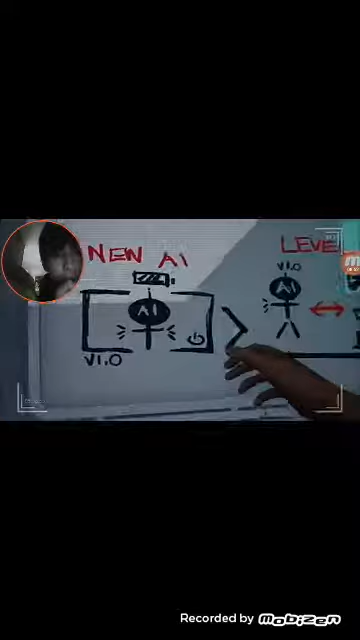 NEW AI
LEVE
V1.0
AI
AI
V1.0
Recorded by MOBIZEN